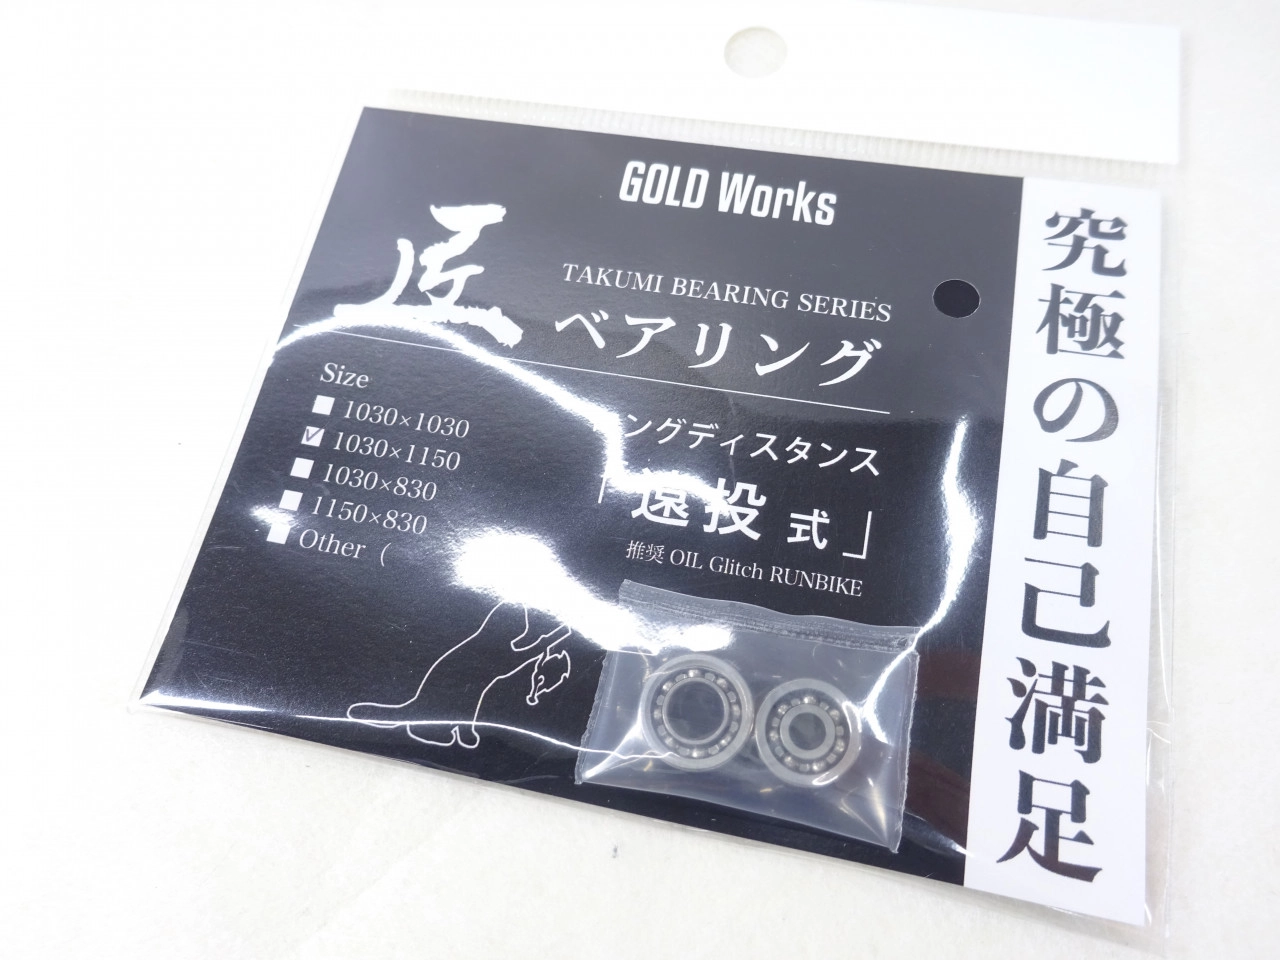 GOLD Works
匠
TAKUMI BEARING SERIES
ベアリング
Size
1030×1030
1030×1150
1030×830
1150×830
Other (
ングディスタンス
「遠投 式」
推奨 OIL Glitch RUNBIKE
究極の自己満足